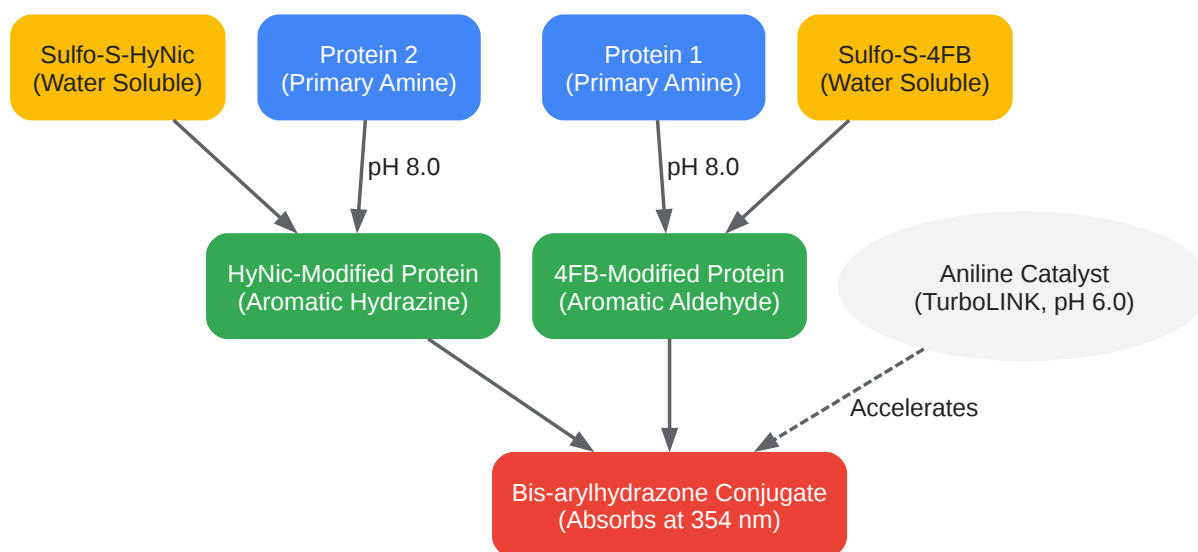 Sulfo-S-HyNic
(Water Soluble)
Protein 2
(Primary Amine)
Protein 1
(Primary Amine)
Sulfo-S-4FB
(Water Soluble)
pH 8.0
pH 8.0
HyNic-Modified Protein
(Aromatic Hydrazine)
4FB-Modified Protein
(Aromatic Aldehyde)
Aniline Catalyst
(TurboLINK, pH 6.0)
Accelerates
Bis-arylhydrazone Conjugate
(Absorbs at 354 nm)